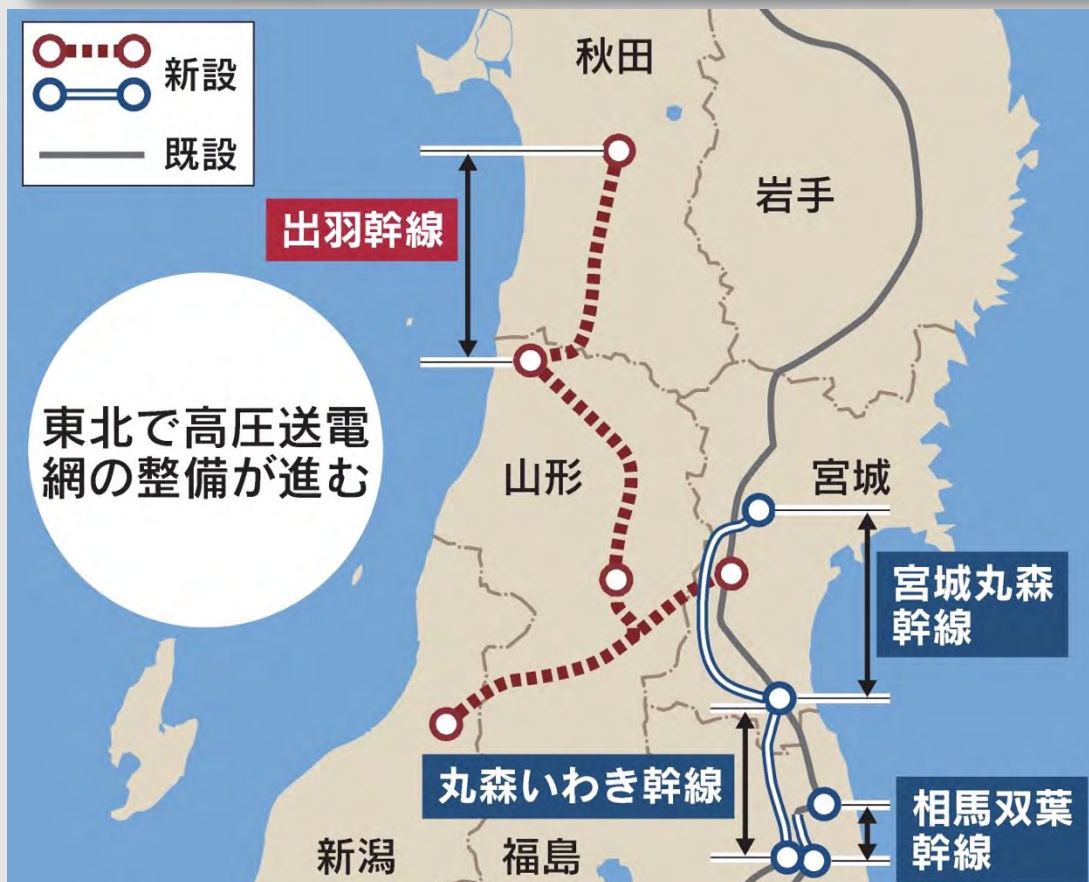 新設
既設
秋田
岩手
出羽幹線
東北で高圧送電
網の整備が進む
山形
宮城
宮城丸森
幹線
丸森いわき幹線
相馬双葉
幹線
新潟
福島